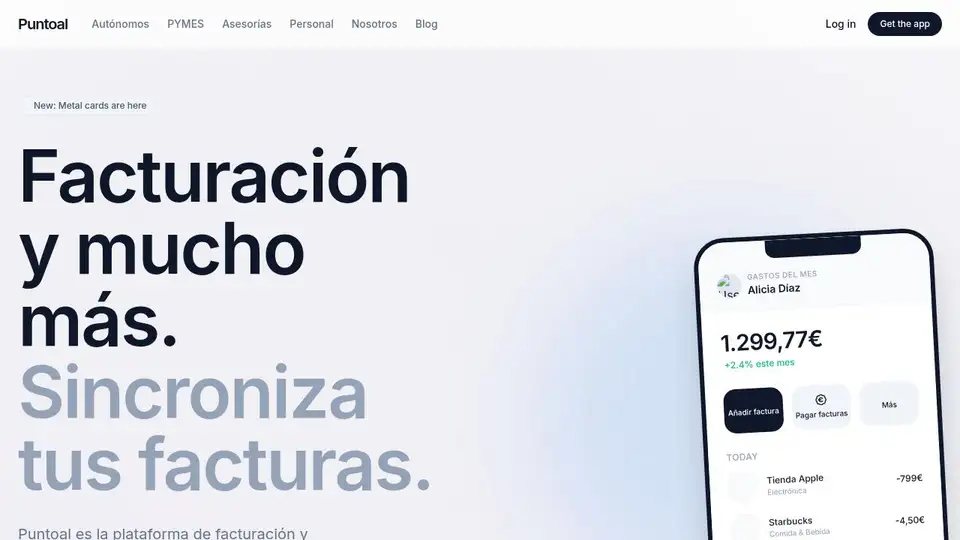 Puntoal Autónomos PYMES Asesorías Personal Nosotros Blog Log in Get the app
New: Metal cards are here
Facturación
y mucho
más.
Sincroniza
tus facturas.
Puntoal es la plataforma de facturación y
GASTOS DEL MES
Alicia Díaz
1.299,77€
+2.4% este mes
Añadir factura
Pagar facturas
Más
TODAY
Tienda Apple -799€
Electrónica
Starbucks -4,50€
Comida & Bebida